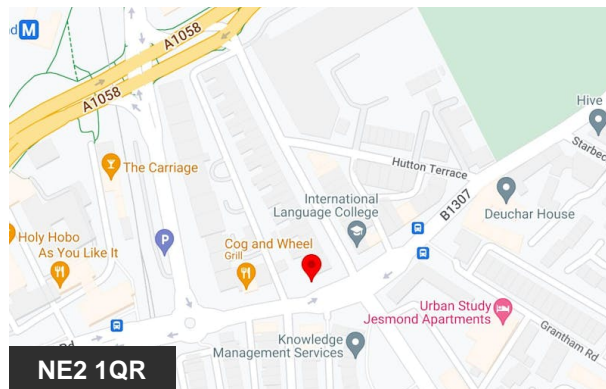 d M
A1058
A1058
Hive
Starbec
The Carriage
Hutton Terrace
International
Language College
B1307
Deuchar House
Holy Hobo
As You Like It
P
Cog and Wheel
Grill
Urban Study
Jesmond Apartments
Grantham Rd
Rd
Knowledge
Management Services
NE2 1QR